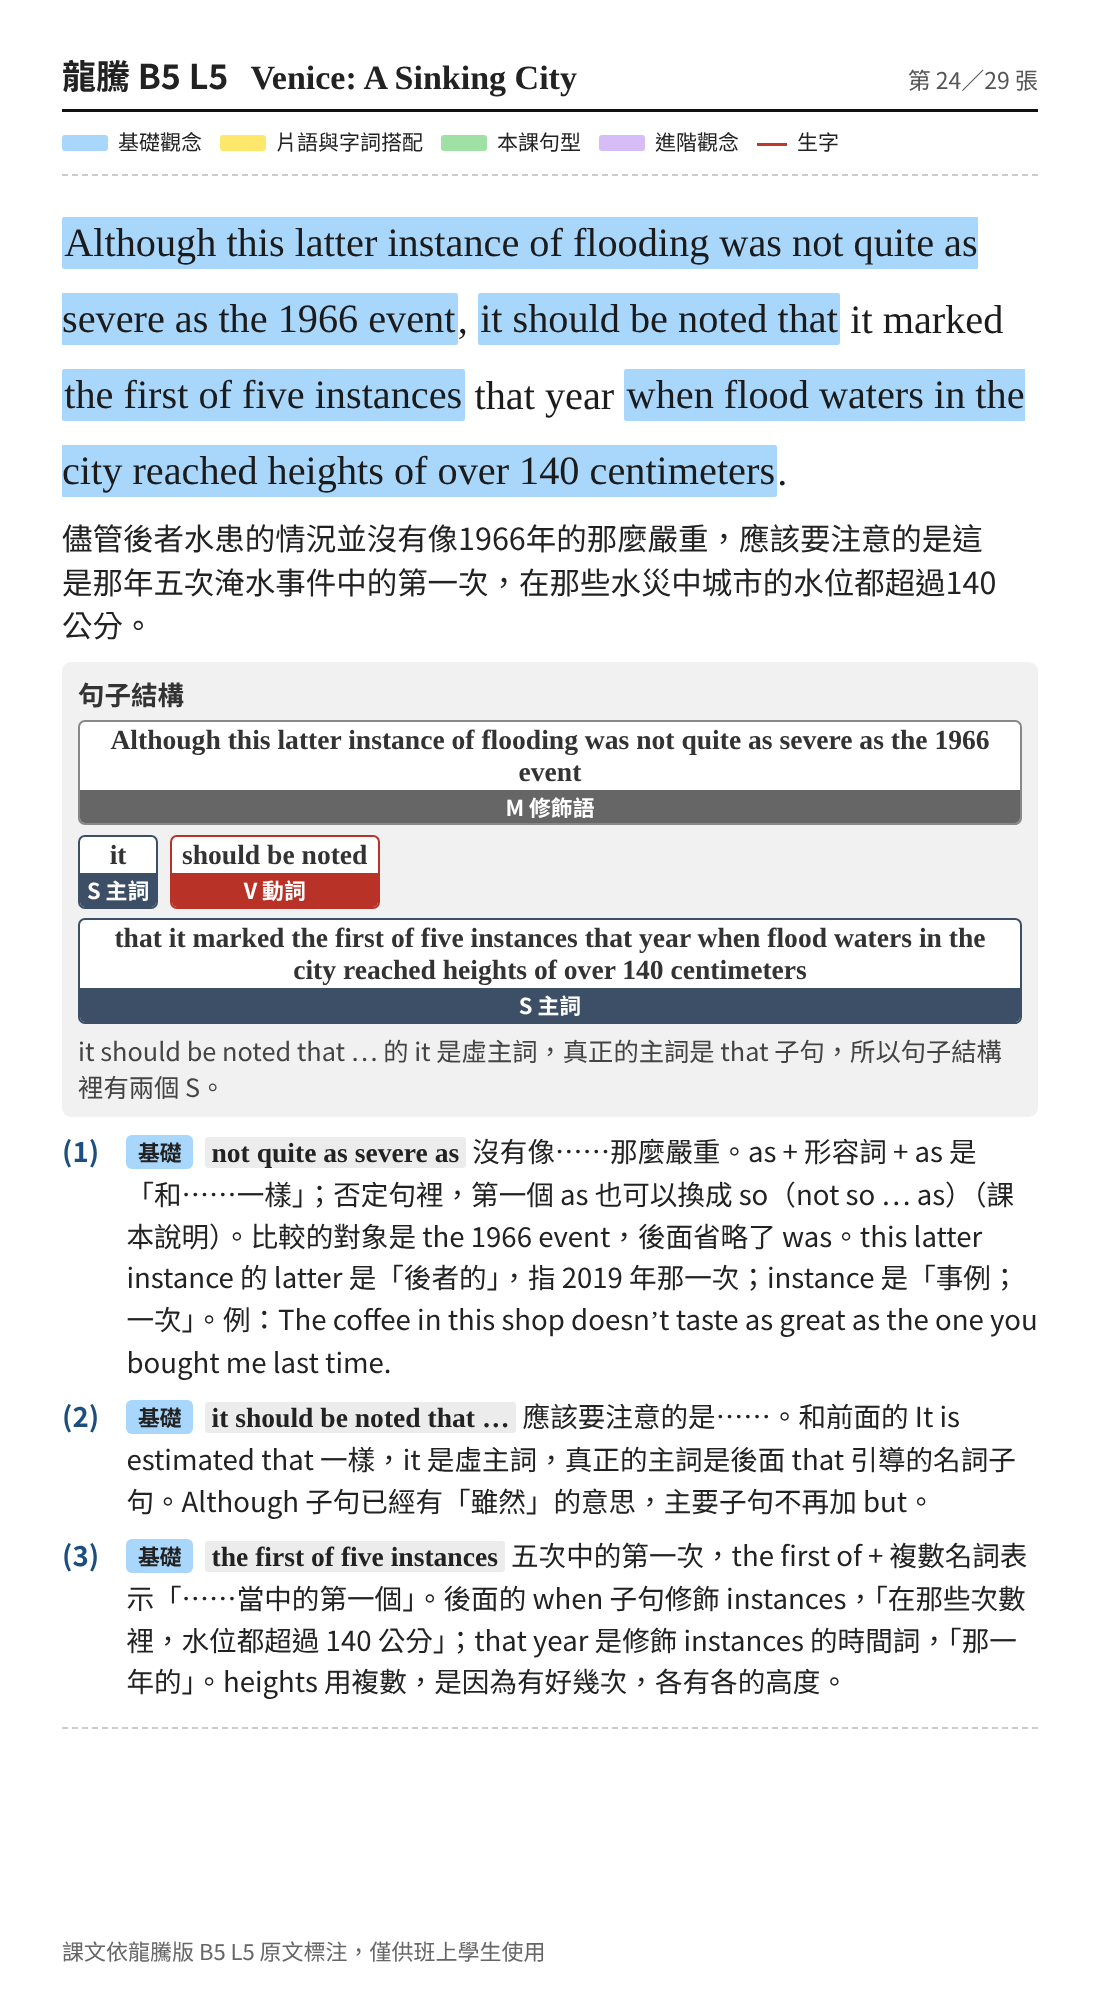 龍騰 B5 L5 Venice: A Sinking City 第 24／29 張
基礎觀念 片語與字詞搭配 本課句型 進階觀念 生字
Although this latter instance of flooding was not quite as
severe as the 1966 event, it should be noted that it marked
the first of five instances that year when flood waters in the
city reached heights of over 140 centimeters.
儘管後者水患的情況並沒有像1966年的那麼嚴重，應該要注意的是這
是那年五次淹水事件中的第一次，在那些水災中城市的水位都超過140
公分。
句子結構
Although this latter instance of flooding was not quite as severe as the 1966
event
M 修飾語
it should be noted
S 主詞 V 動詞
that it marked the first of five instances that year when flood waters in the
city reached heights of over 140 centimeters
S 主詞
it should be noted that … 的 it 是虛主詞，真正的主詞是 that 子句，所以句子結構
裡有兩個 S。
(1) 基礎 not quite as severe as 沒有像……那麼嚴重。as + 形容詞 + as 是
「和……一樣」；否定句裡，第一個 as 也可以換成 so（not so … as）（課
本說明）。比較的對象是 the 1966 event，後面省略了 was。this latter
instance 的 latter 是「後者的」，指 2019 年那一次；instance 是「事例；
一次」。例：The coffee in this shop doesn’t taste as great as the one you
bought me last time.
(2) 基礎 it should be noted that … 應該要注意的是……。和前面的 It is
estimated that 一樣，it 是虛主詞，真正的主詞是後面 that 引導的名詞子
句。Although 子句已經有「雖然」的意思，主要子句不再加 but。
(3) 基礎 the first of five instances 五次中的第一次，the first of + 複數名詞表
示「……當中的第一個」。後面的 when 子句修飾 instances，「在那些次數
裡，水位都超過 140 公分」；that year 是修飾 instances 的時間詞，「那一
年的」。heights 用複數，是因為有好幾次，各有各的高度。
課文依龍騰版 B5 L5 原文標注，僅供班上學生使用